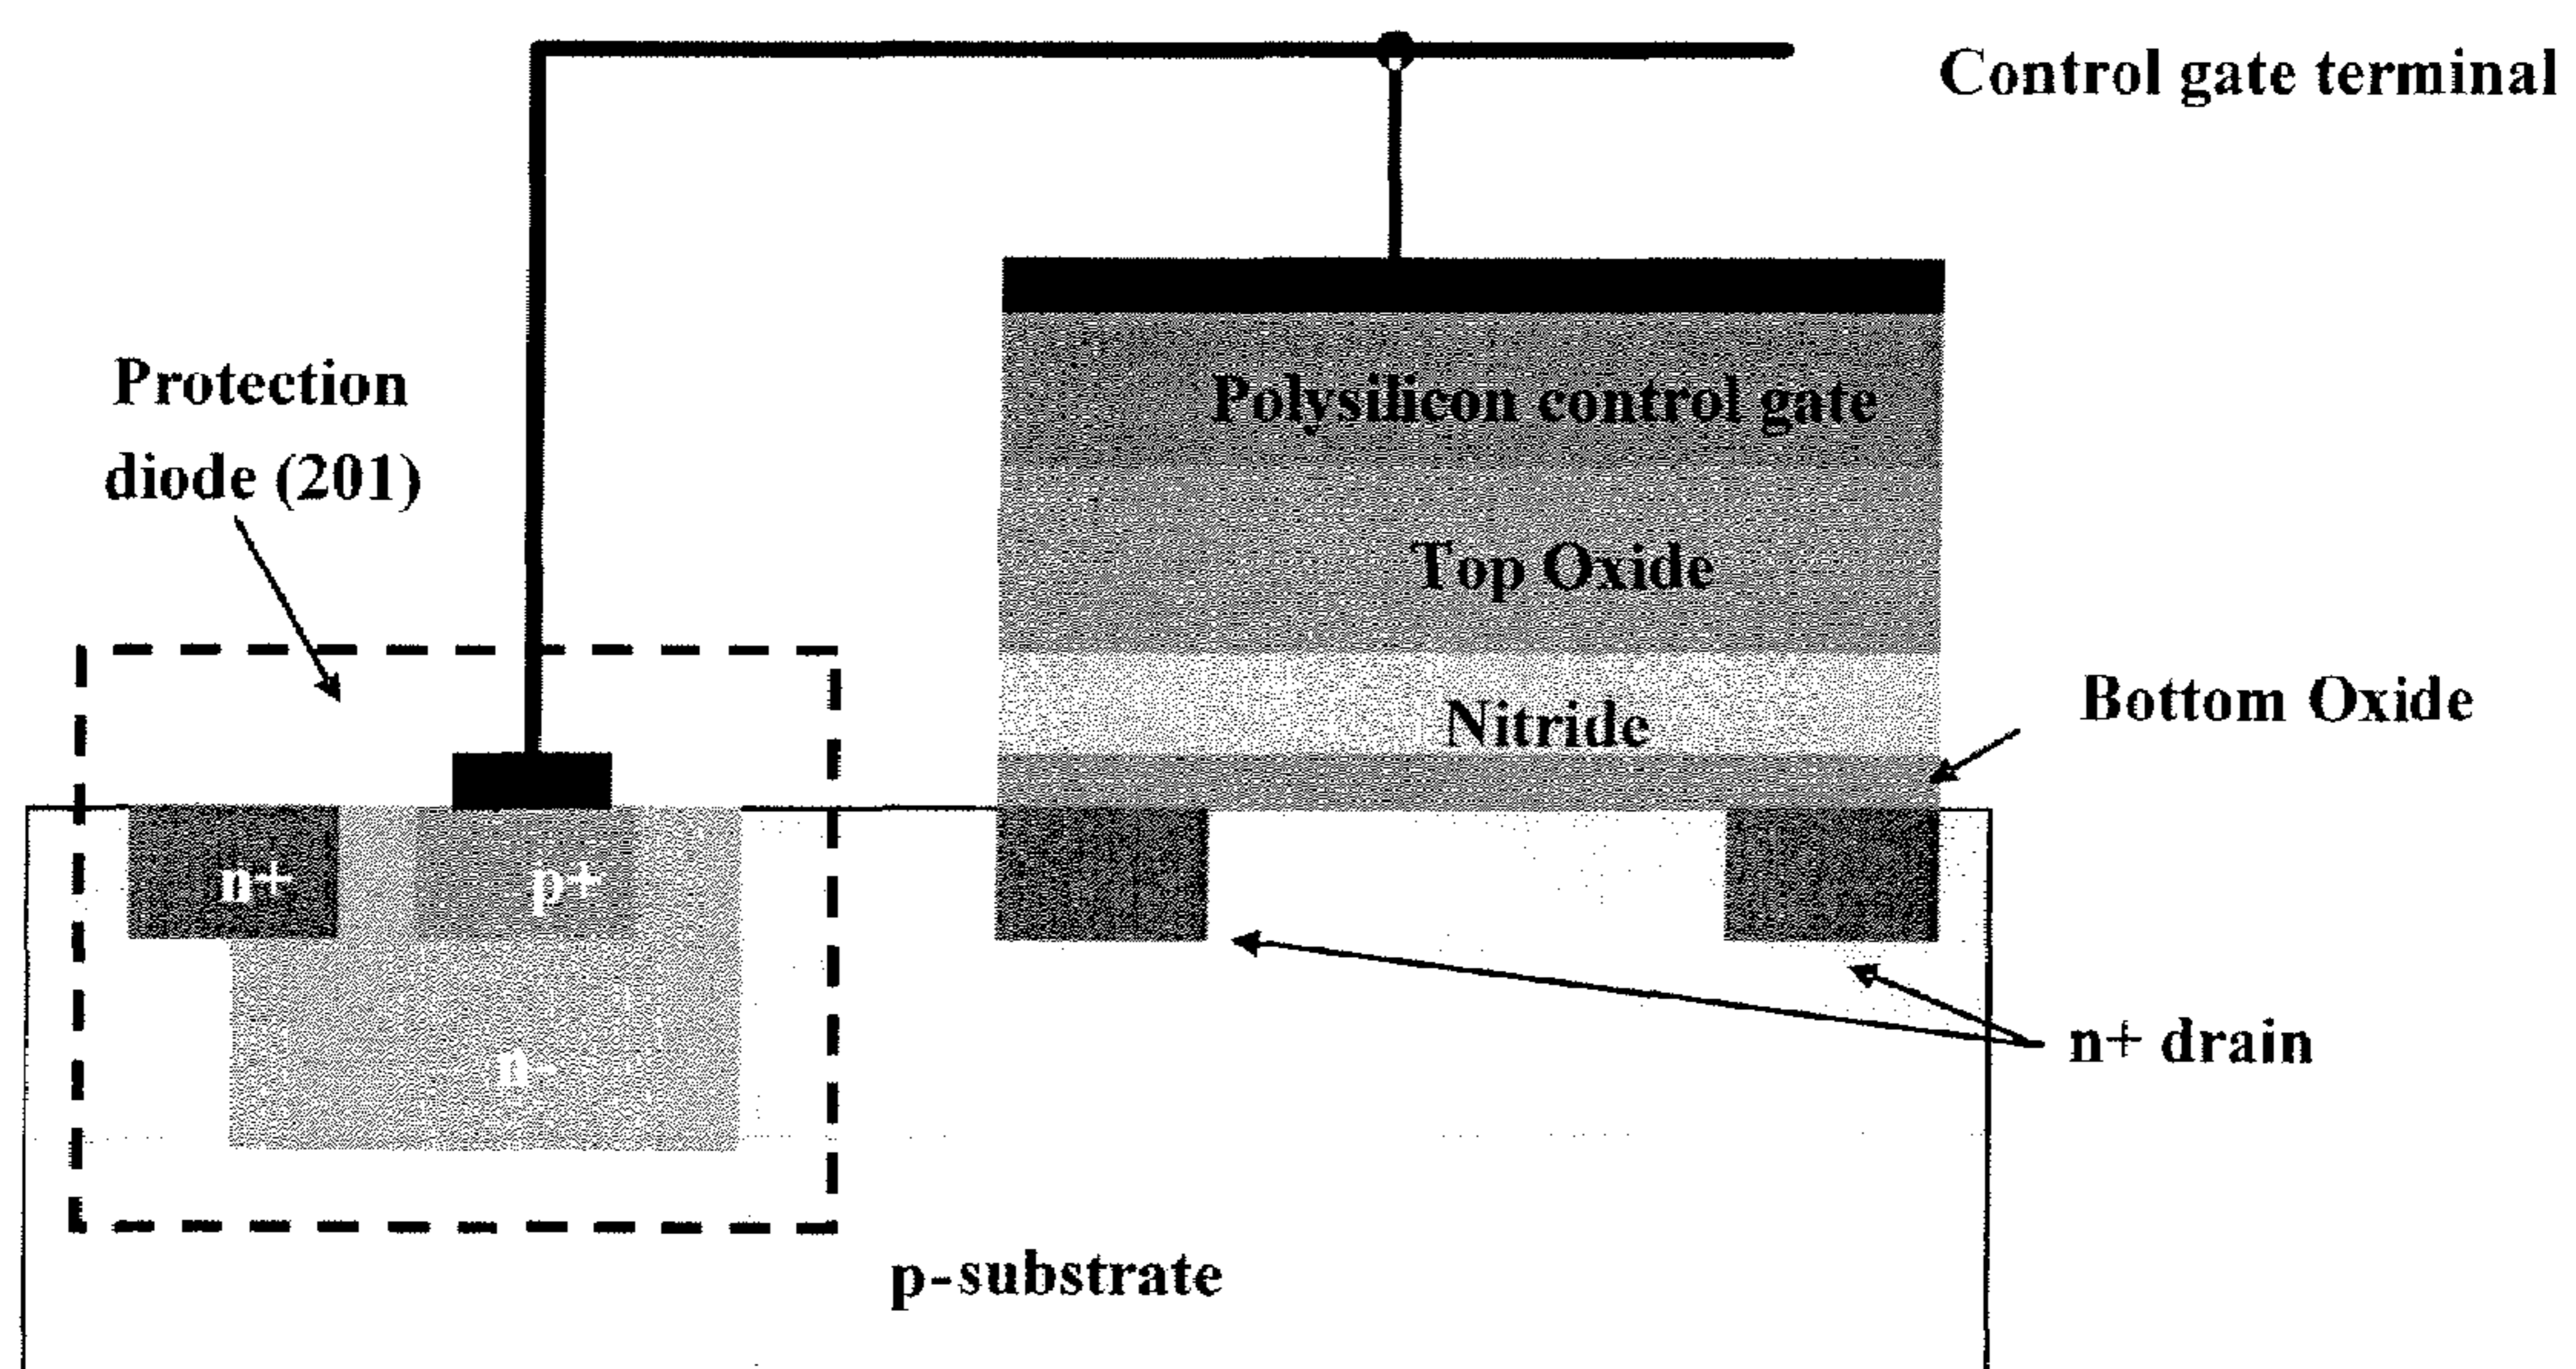 Control gate terminal
Protection
diode (201)
Polysilicon control gate
Top Oxide
Nitride
Bottom Oxide
n+
p+
n-
n+ drain
p-substrate